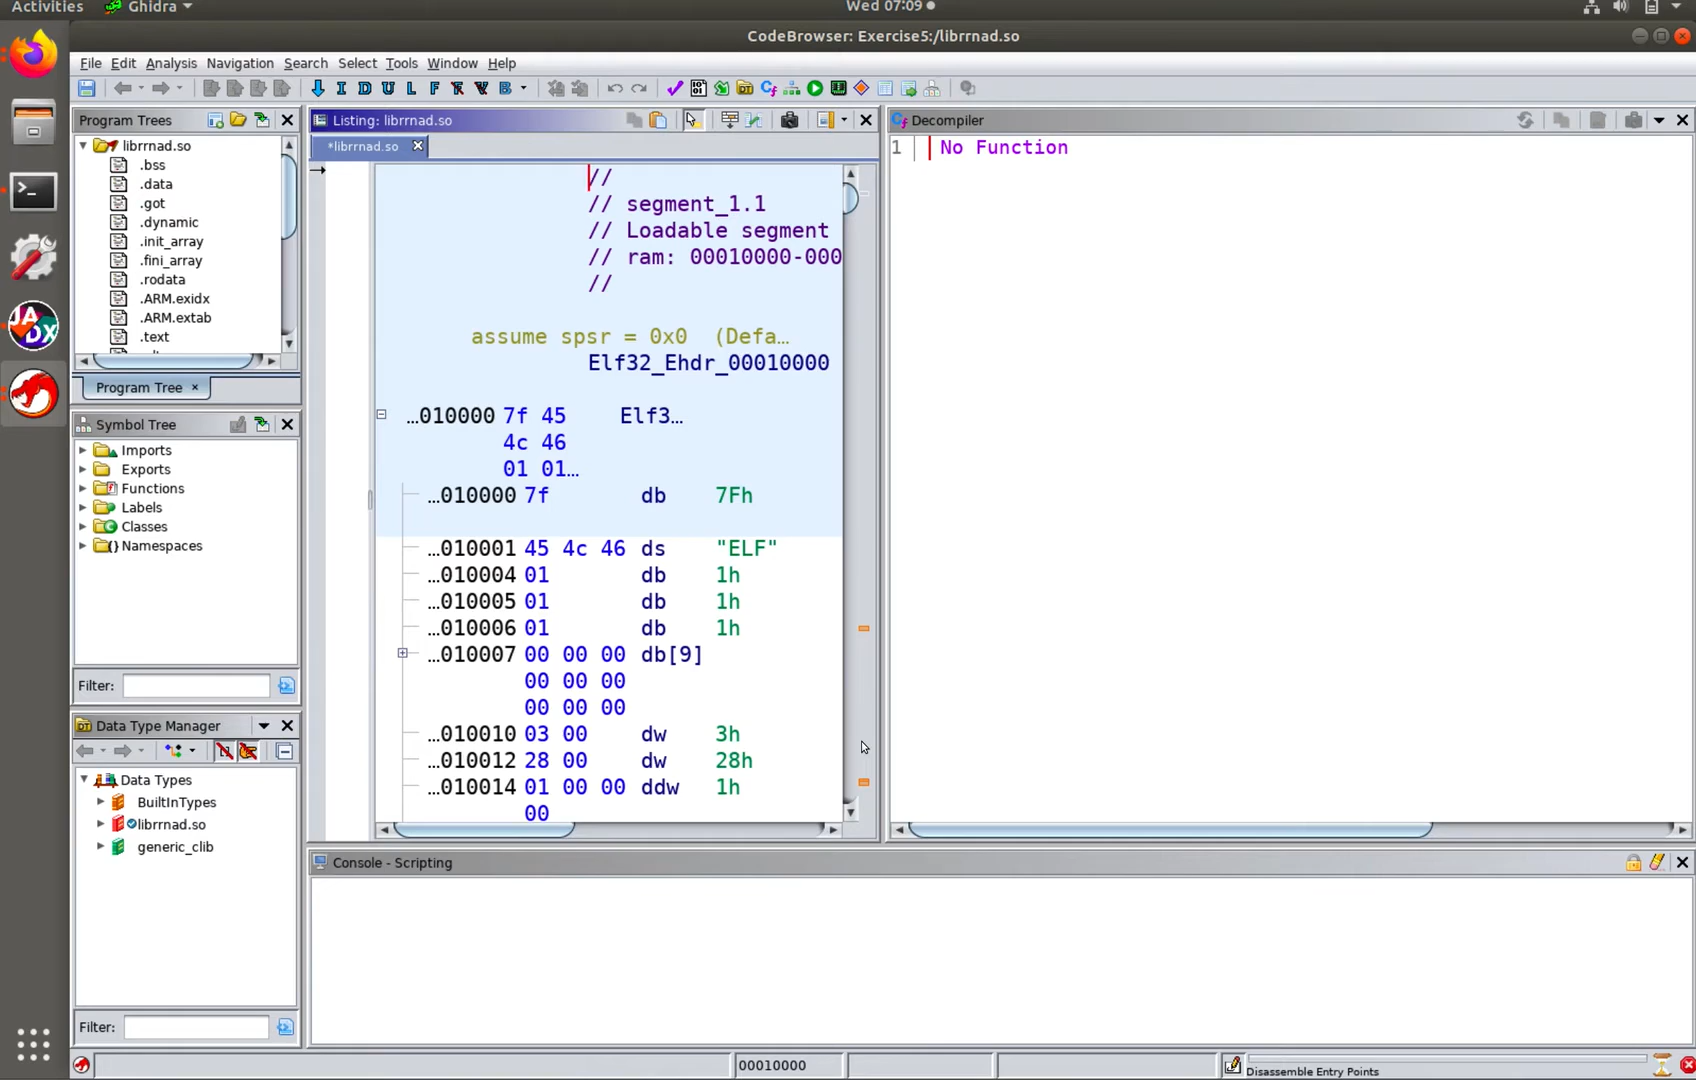 Activities Ghidra Wed 07:09
CodeBrowser: Exercise5:/librrnad.so
File Edit Analysis Navigation Search Select Tools Window Help
I D U L F B
Program Trees
librrnad.so
.bss
.data
.got
.dynamic
.init_array
.fini_array
.rodata
.ARM.exidx
.ARM.extab
.text
Program Tree ×
Symbol Tree
Imports
Exports
Functions
Labels
Classes
Namespaces
Filter:
Data Type Manager
Data Types
BuiltInTypes
librrnad.so
generic_clib
Filter:
Listing: librrnad.so
*librrnad.so
//
// segment_1.1
// Loadable segment
// ram: 00010000-000
//
assume spsr = 0x0 (Defa…
Elf32_Ehdr_00010000
…010000 7f 45 Elf3…
4c 46
01 01…
…010000 7f db 7Fh
…010001 45 4c 46 ds "ELF"
…010004 01 db 1h
…010005 01 db 1h
…010006 01 db 1h
…010007 00 00 00 db[9]
00 00 00
00 00 00
…010010 03 00 dw 3h
…010012 28 00 dw 28h
…010014 01 00 00 ddw 1h
00
Decompiler
1 No Function
Console - Scripting
00010000
Disassemble Entry Points